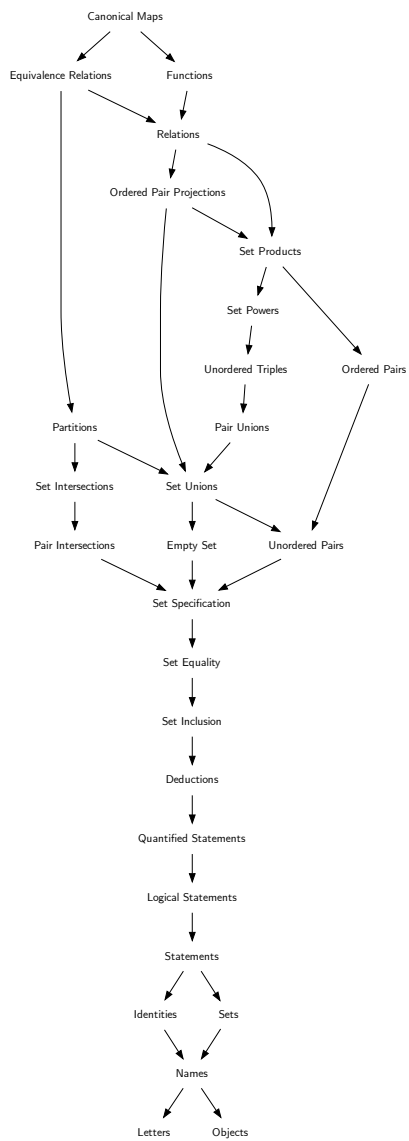 Canonical Maps
Equivalence Relations
Functions
Relations
Ordered Pair Projections
Set Products
Set Powers
Unordered Triples
Ordered Pairs
Partitions
Pair Unions
Set Intersections
Set Unions
Pair Intersections
Empty Set
Unordered Pairs
Set Specification
Set Equality
Set Inclusion
Deductions
Quantified Statements
Logical Statements
Statements
Identities
Sets
Names
Letters
Objects